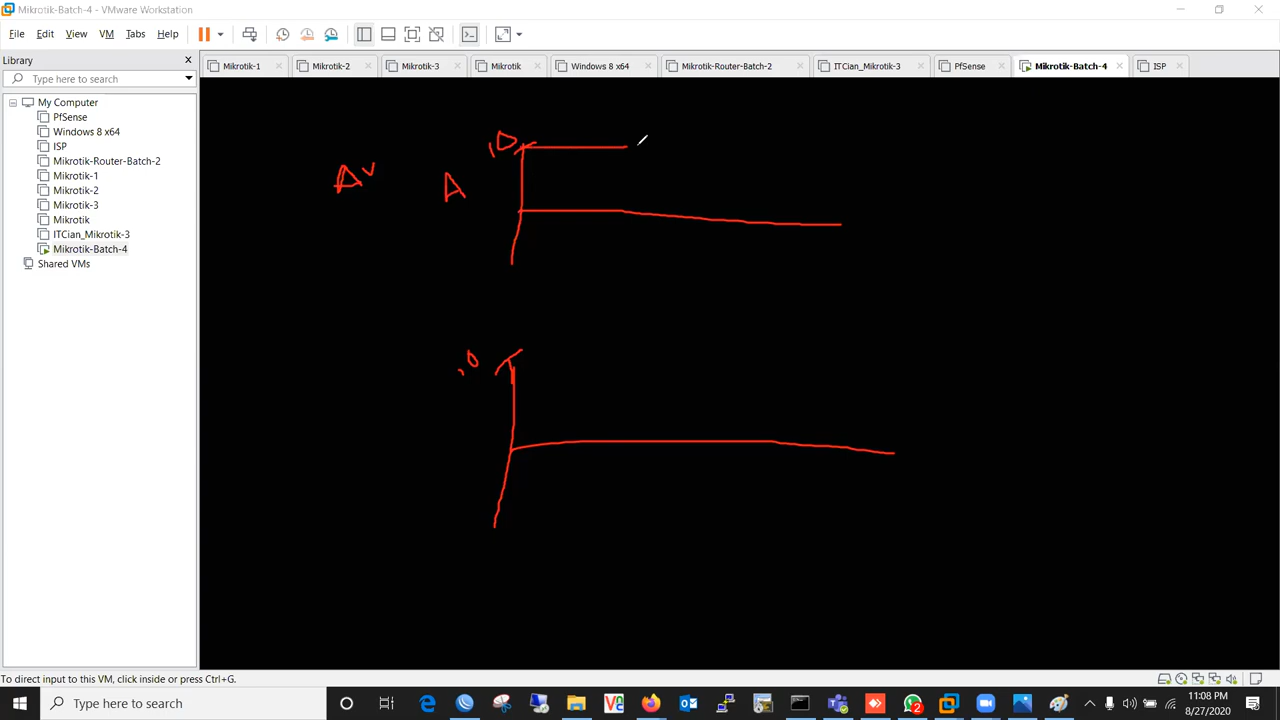 Mikrotik-Batch-4 - VMware Workstation
File Edit View VM Tabs Help
Library
Type here to search
My Computer
PfSense
Windows 8 x64
ISP
Mikrotik-Router-Batch-2
Mikrotik-1
Mikrotik-2
Mikrotik-3
Mikrotik
ITCian_Mikrotik-3
Mikrotik-Batch-4
Shared VMs
Mikrotik-1 Mikrotik-2 Mikrotik-3 Mikrotik Windows 8 x64 Mikrotik-Router-Batch-2 ITCian_Mikrotik-3 PfSense Mikrotik-Batch-4 ISP
A
To direct input to this VM, click inside or press Ctrl+G.
Type here to search
2
11:08 PM
8/27/2020